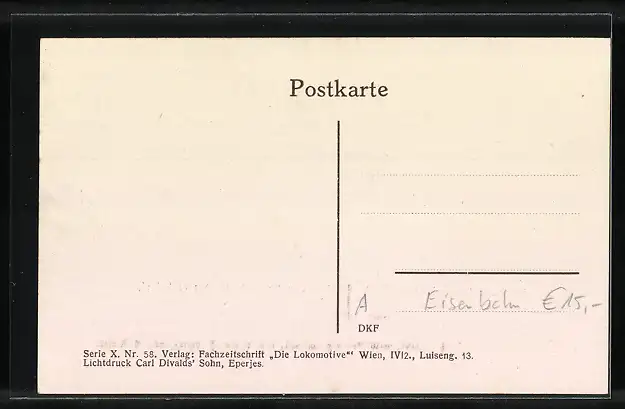 Postkarte
A Eisenbahn €15,-
DKF
Serie X. Nr. 58. Verlag: Fachzeitschrift „Die Lokomotive“ Wien, IV/2., Luiseng. 13.
Lichtdruck Carl Divalds' Sohn, Eperjes.